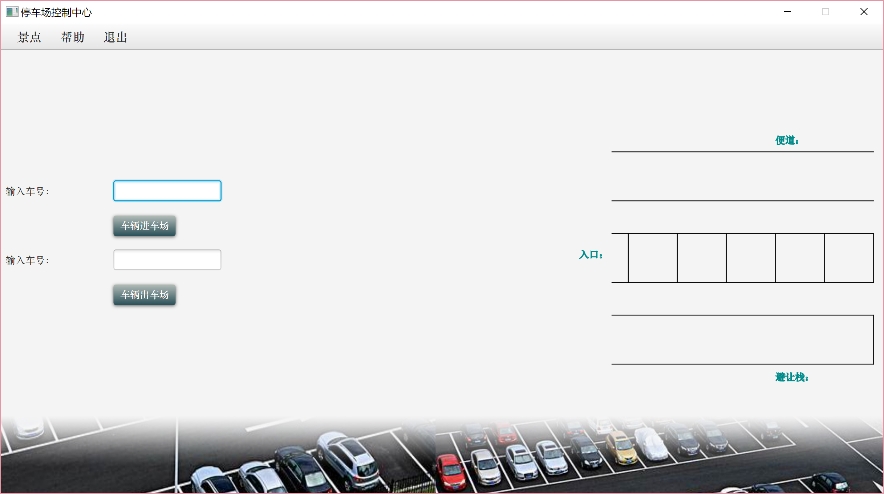 停车场控制中心
景点 帮助 退出
便道：
输入车号：
车辆进车场
入口：
输入车号：
车辆出车场
避让栈：